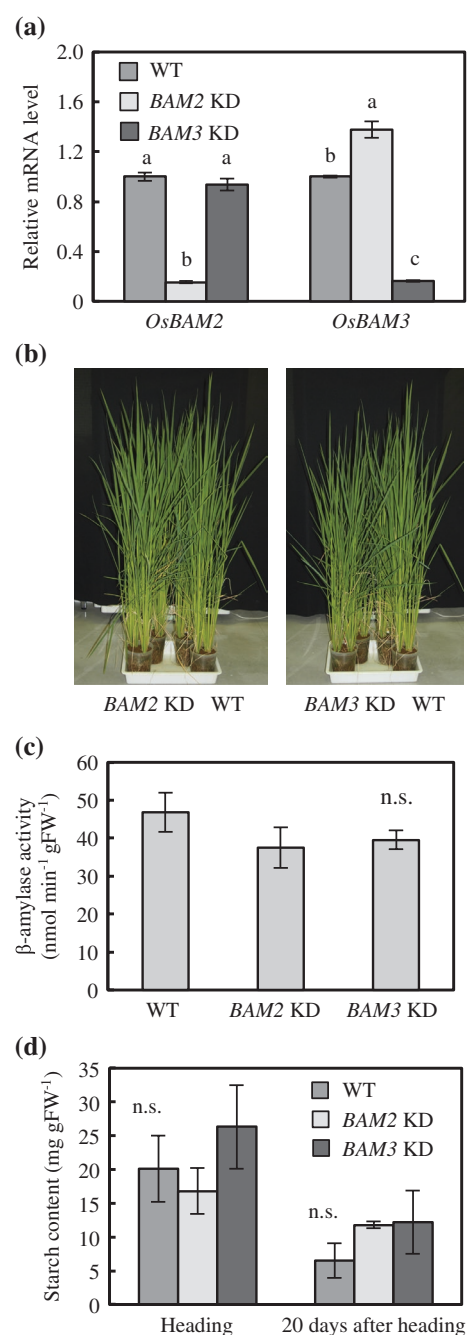 (a)
Relative mRNA level
2.0
1.6
1.2
0.8
0.4
0
WT
BAM2 KD
BAM3 KD
a
b
a
b
a
c
OsBAM2
OsBAM3
(b)
BAM2 KD WT
BAM3 KD WT
(c)
β-amylase activity
(nmol min⁻¹ gFW⁻¹)
60
50
40
30
20
10
0
n.s.
WT
BAM2 KD
BAM3 KD
(d)
Starch content (mg gFW⁻¹)
35
30
25
20
15
10
5
0
WT
BAM2 KD
BAM3 KD
n.s.
n.s.
Heading
20 days after heading